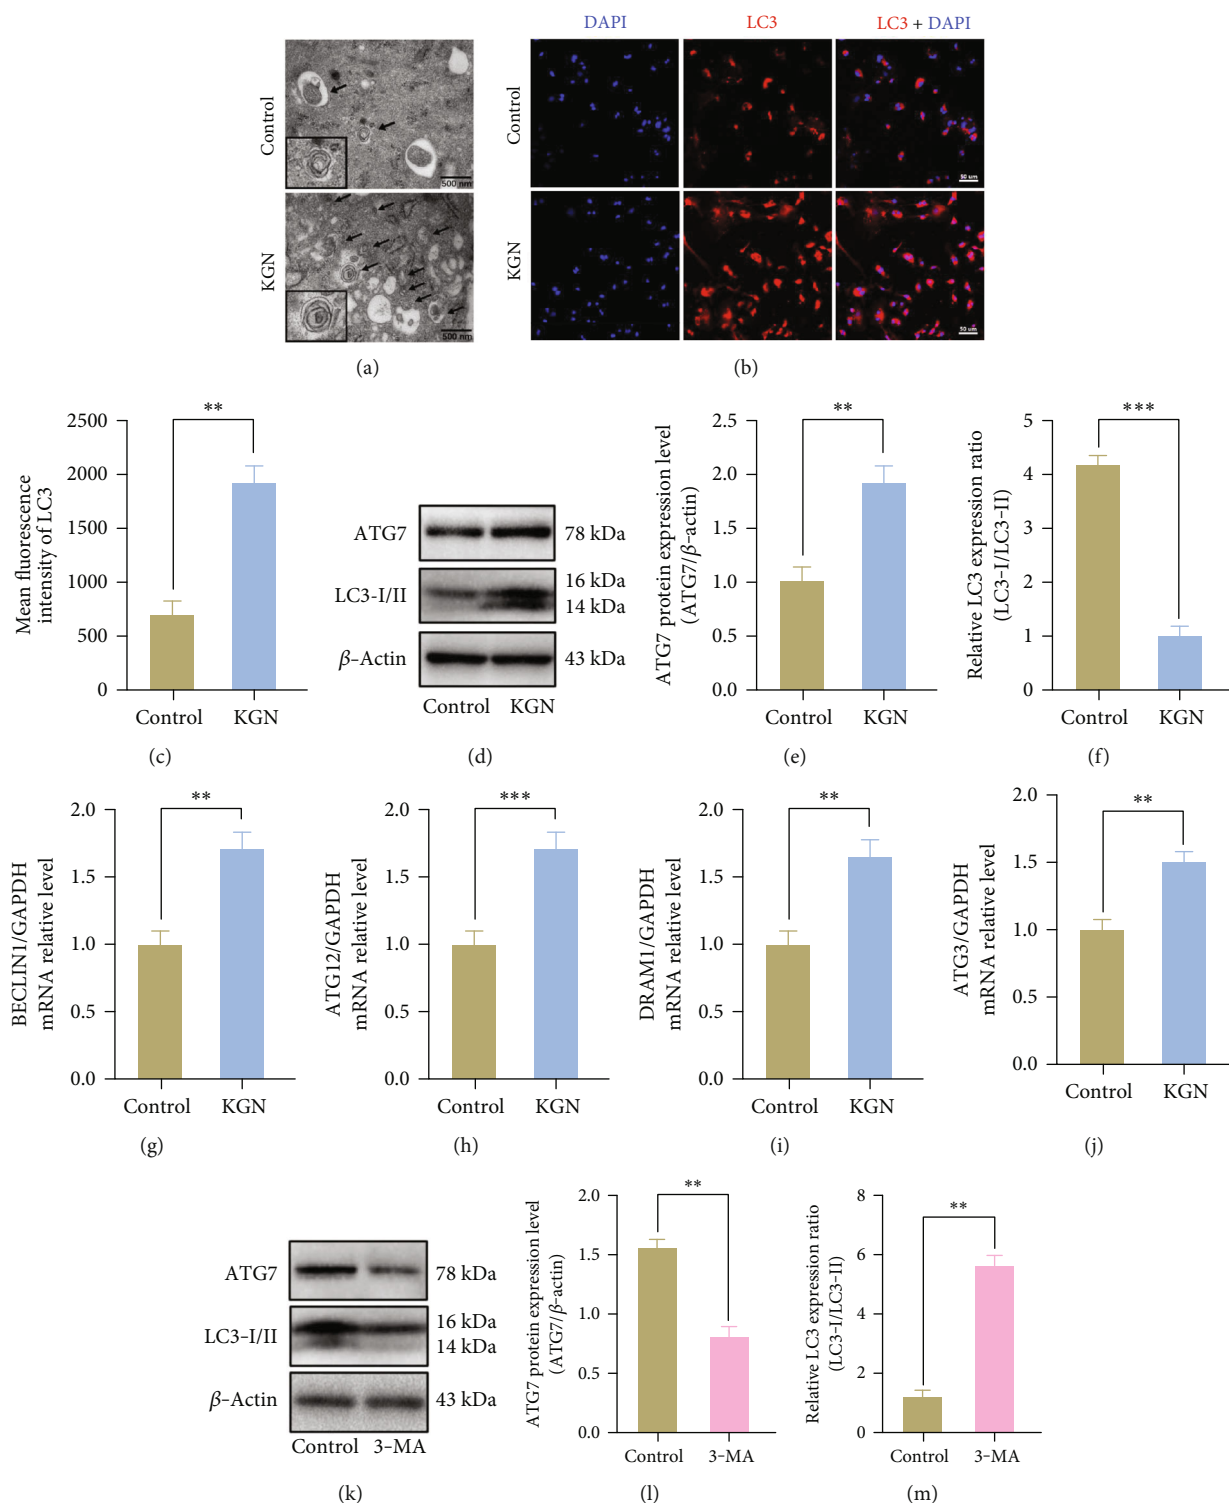 DAPI
LC3
LC3 + DAPI
Control
500 nm
KGN
500 nm
(a)
Control
50 um
KGN
50 um
(b)
Mean fluorescence
intensity of LC3
2500
2000
1500
1000
500
0
**
Control
KGN
(c)
ATG7
78 kDa
LC3-I/II
16 kDa
14 kDa
β-Actin
43 kDa
Control
KGN
(d)
ATG7 protein expression level
(ATG7/β-actin)
2.5
2.0
1.5
1.0
0.5
0.0
**
Control
KGN
(e)
Relative LC3 expression ratio
(LC3-I/LC3-II)
5
4
3
2
1
0
***
Control
KGN
(f)
BECLIN1/GAPDH
mRNA relative level
2.0
1.5
1.0
0.5
0.0
**
Control
KGN
(g)
ATG12/GAPDH
mRNA relative level
2.0
1.5
1.0
0.5
0.0
***
Control
KGN
(h)
DRAM1/GAPDH
mRNA relative level
2.0
1.5
1.0
0.5
0.0
**
Control
KGN
(i)
ATG3/GAPDH
mRNA relative level
2.0
1.5
1.0
0.5
0.0
**
Control
KGN
(j)
ATG7
78 kDa
LC3-I/II
16 kDa
14 kDa
β-Actin
43 kDa
Control
3-MA
(k)
ATG7 protein expression level
(ATG7/β-actin)
2.0
1.5
1.0
0.5
0.0
**
Control
3-MA
(l)
Relative LC3 expression ratio
(LC3-I/LC3-II)
8
6
4
2
0
**
Control
3-MA
(m)